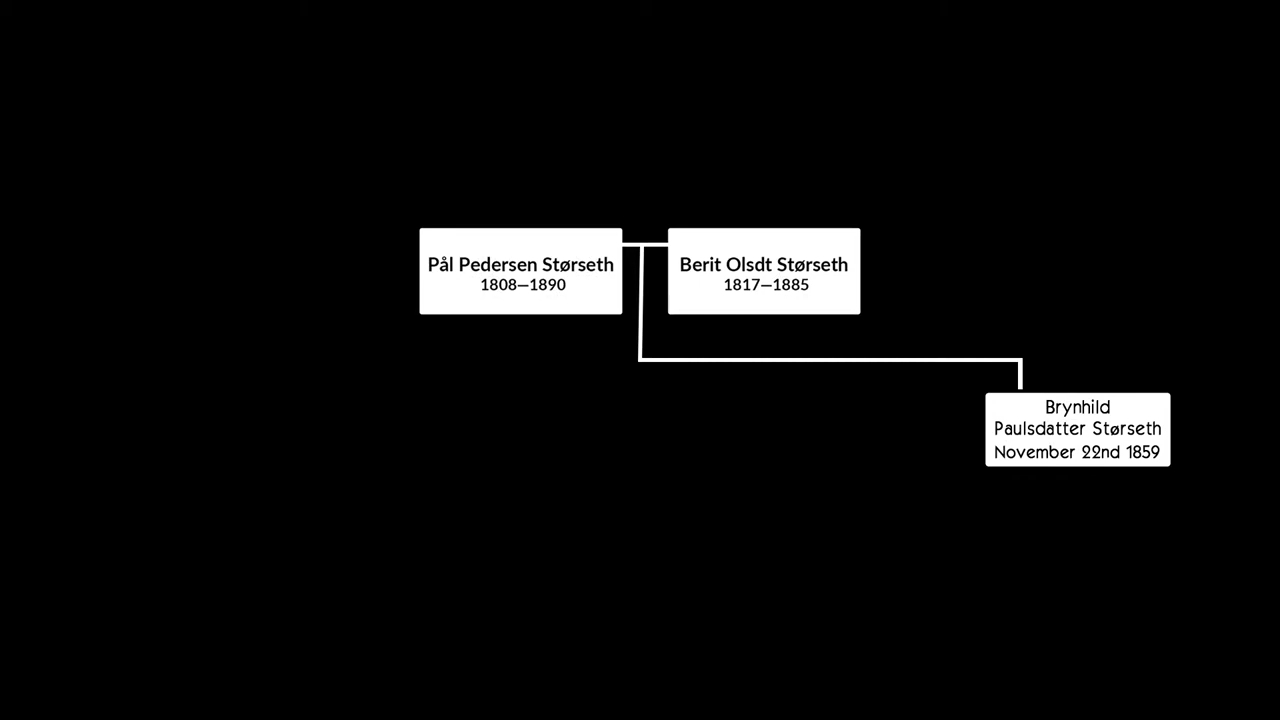 Pål Pedersen Størseth
1808—1890
Berit Olsdt Størseth
1817—1885
Brynhild
Paulsdatter Størseth
November 22nd 1859